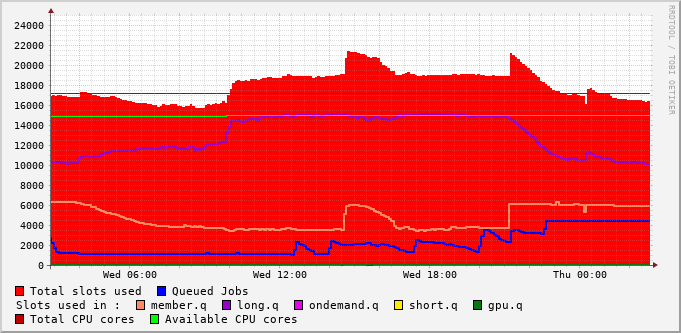 RRDTOOL / TOBI OETIKER
24000
22000
20000
18000
16000
14000
12000
10000
8000
6000
4000
2000
0
Wed 06:00 Wed 12:00 Wed 18:00 Thu 00:00
Total slots used Queued Jobs
Slots used in : member.q long.q ondemand.q short.q gpu.q
Total CPU cores Available CPU cores